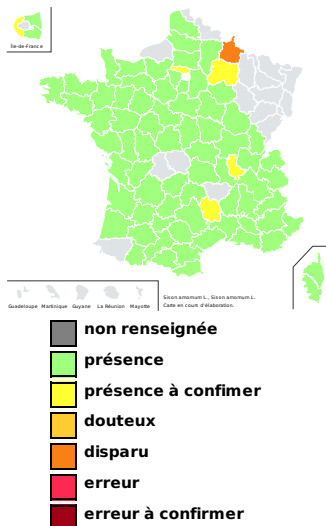 Île-de-France
Guadeloupe Martinique Guyane La Réunion Mayotte
Sison amomum L., Sison amomum L.
Carte en cours d'élaboration.
non renseignée
présence
présence à confimer
douteux
disparu
erreur
erreur à confirmer